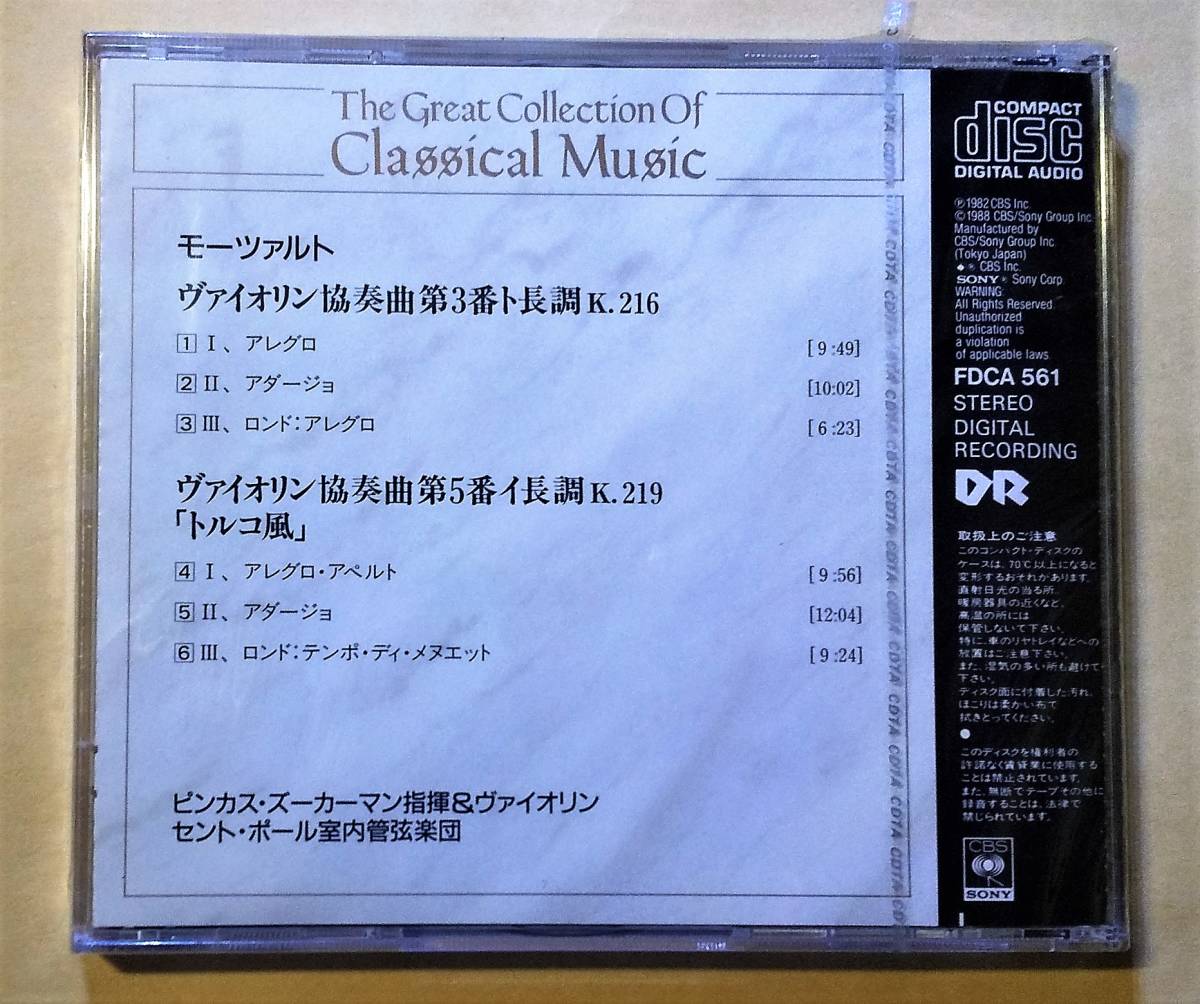 The Great Collection Of
Classical Music
モーツァルト
ヴァイオリン協奏曲第3番ト長調K.216
1 I、アレグロ [9:49]
2 II、アダージョ [10:02]
3 III、ロンド:アレグロ [6:23]
ヴァイオリン協奏曲第5番イ長調K.219
「トルコ風」
4 I、アレグロ・アペルト [9:56]
5 II、アダージョ [12:04]
6 III、ロンド:テンポ・ディ・メヌエット [9:24]
ピンカス・ズーカーマン指揮&ヴァイオリン
セント・ポール室内管弦楽団
COMPACT
disc
DIGITAL AUDIO
℗1982 CBS Inc.
©1988 CBS/Sony Group Inc.
Manufactured by
CBS/Sony Group Inc.
(Tokyo Japan)
◆® CBS Inc.
SONY® Sony Corp.
WARNING:
All Rights Reserved.
Unauthorized
duplication is
a violation
of applicable laws.
FDCA 561
STEREO
DIGITAL
RECORDING
DR
取扱上のご注意
このコンパクト・ディスクの
ケースは、70℃以上になると
変形するおそれがあります。
直射日光の当る所、
暖房器具の近くなど、
高温の所には
保管しないで下さい。
特に、車のリヤトレイなどへの
放置はご注意下さい。
また、湿気の多い所も避けて
下さい。
ディスク面に付着した汚れ、
ほこりは柔かい布で
拭きとってください。
●
このディスクを権利者の
許諾なく賃貸業に使用する
ことは禁止されています。
また、無断でテープその他に
録音することは、法律で
禁じられています。
CBS
SONY
CDTA CDTA CDTA CDTA CDTA CDTA CDTA CDTA CDTA CDTA